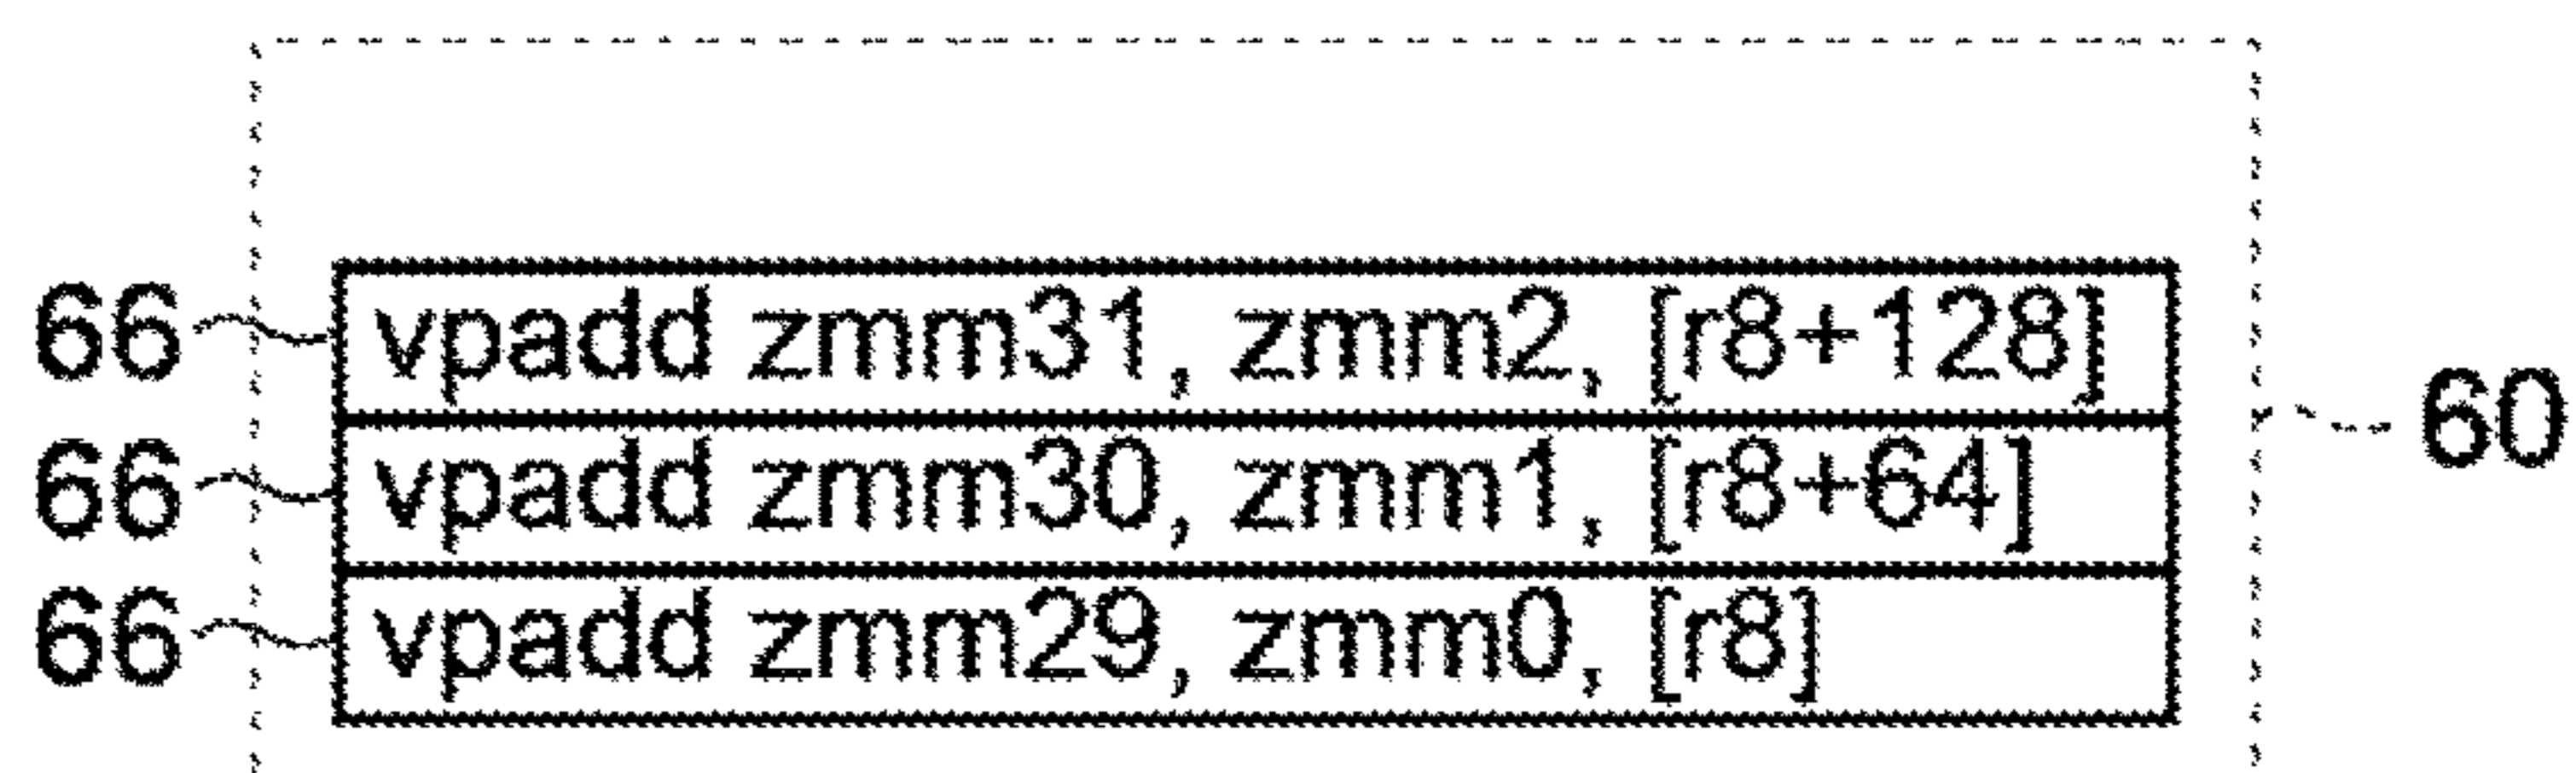 66 vpadd zmm31, zmm2, [r8+128]
66 vpadd zmm30, zmm1, [r8+64] 60
66 vpadd zmm29, zmm0, [r8]